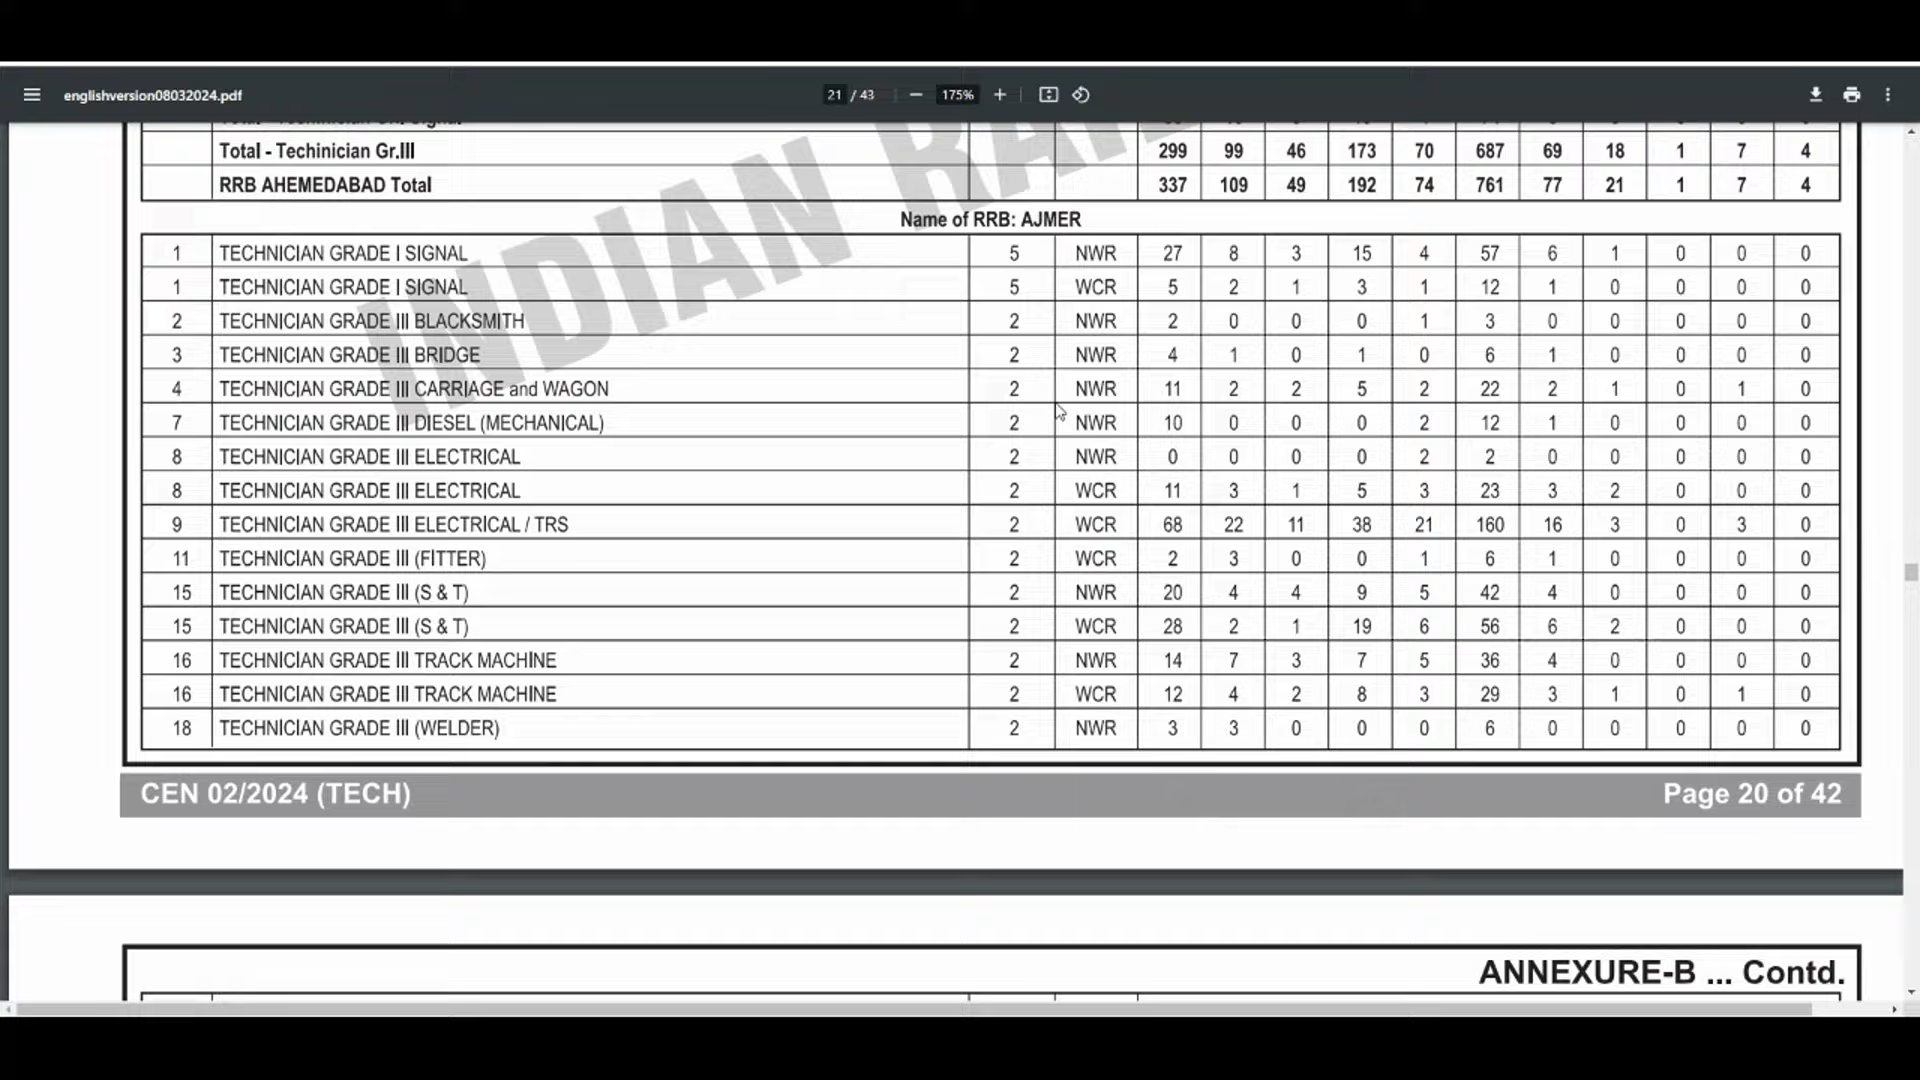 englishversion08032024.pdf 21 / 43 175%
Total - Techinician Gr.III 299 99 46 173 70 687 69 18 1 7 4
RRB AHEMEDABAD Total 337 109 49 192 74 761 77 21 1 7 4
Name of RRB: AJMER
1 TECHNICIAN GRADE I SIGNAL 5 NWR 27 8 3 15 4 57 6 1 0 0 0
1 TECHNICIAN GRADE I SIGNAL 5 WCR 5 2 1 3 1 12 1 0 0 0 0
2 TECHNICIAN GRADE III BLACKSMITH 2 NWR 2 0 0 0 1 3 0 0 0 0 0
3 TECHNICIAN GRADE III BRIDGE 2 NWR 4 1 0 1 0 6 1 0 0 0 0
4 TECHNICIAN GRADE III CARRIAGE and WAGON 2 NWR 11 2 2 5 2 22 2 1 0 1 0
7 TECHNICIAN GRADE III DIESEL (MECHANICAL) 2 NWR 10 0 0 0 2 12 1 0 0 0 0
8 TECHNICIAN GRADE III ELECTRICAL 2 NWR 0 0 0 0 2 2 0 0 0 0 0
8 TECHNICIAN GRADE III ELECTRICAL 2 WCR 11 3 1 5 3 23 3 2 0 0 0
9 TECHNICIAN GRADE III ELECTRICAL / TRS 2 WCR 68 22 11 38 21 160 16 3 0 3 0
11 TECHNICIAN GRADE III (FITTER) 2 WCR 2 3 0 0 1 6 1 0 0 0 0
15 TECHNICIAN GRADE III (S & T) 2 NWR 20 4 4 9 5 42 4 0 0 0 0
15 TECHNICIAN GRADE III (S & T) 2 WCR 28 2 1 19 6 56 6 2 0 0 0
16 TECHNICIAN GRADE III TRACK MACHINE 2 NWR 14 7 3 7 5 36 4 0 0 0 0
16 TECHNICIAN GRADE III TRACK MACHINE 2 WCR 12 4 2 8 3 29 3 1 0 1 0
18 TECHNICIAN GRADE III (WELDER) 2 NWR 3 3 0 0 0 6 0 0 0 0 0
INDIAN
CEN 02/2024 (TECH) Page 20 of 42
ANNEXURE-B ... Contd.